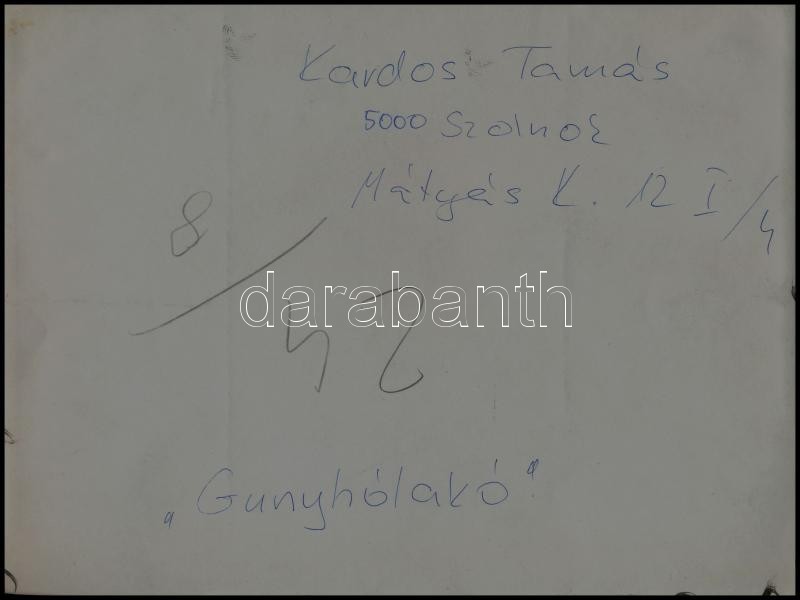 Kardos Tamás
5000 Szolnok
Mátyás K. 12 I/4
8/42
darabanth
„Gunyhólakó"